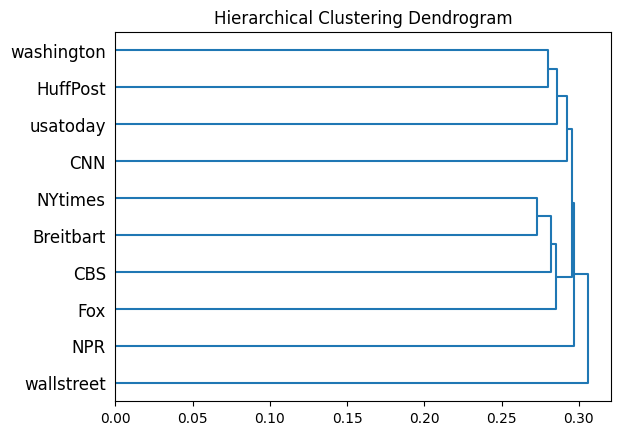 Hierarchical Clustering Dendrogram
washington
HuffPost
usatoday
CNN
NYtimes
Breitbart
CBS
Fox
NPR
wallstreet
0.00 0.05 0.10 0.15 0.20 0.25 0.30